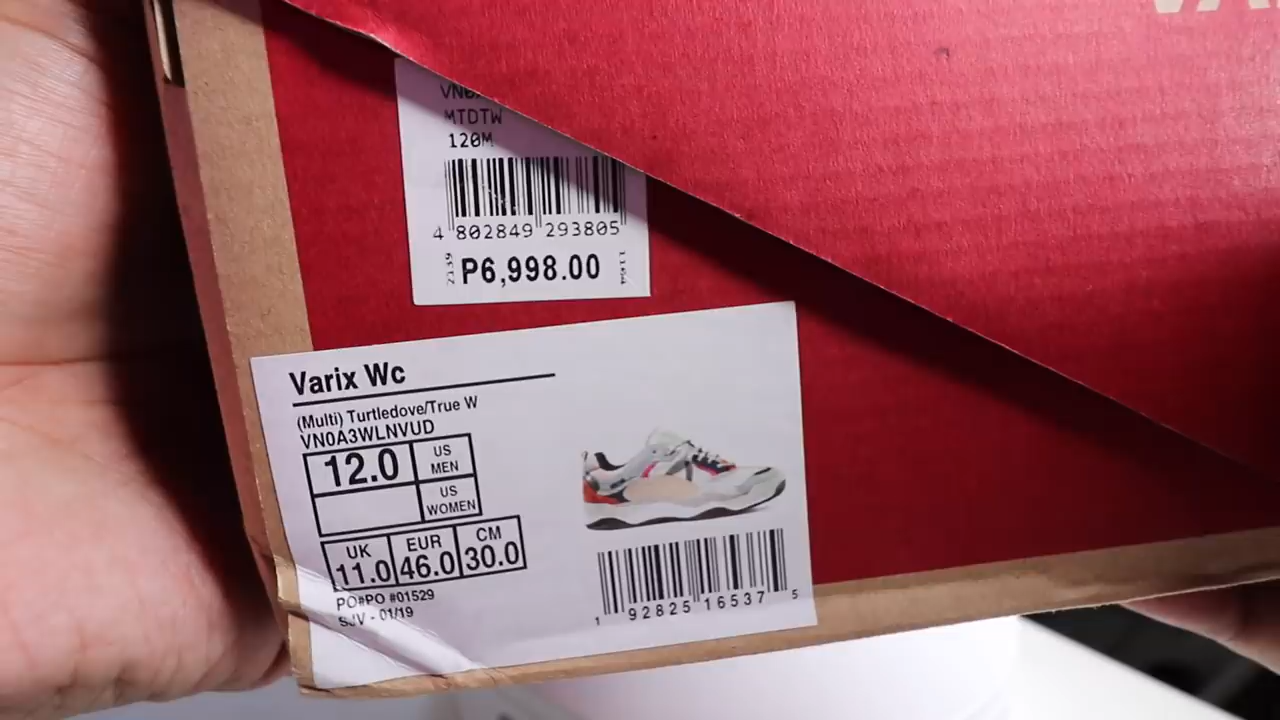 MTDTW
120M
4 802849 293805
P6,998.00
Varix Wc
(Multi) Turtledove/True W
VN0A3WLNVUD
12.0 US MEN
US WOMEN
UK EUR CM
11.0 46.0 30.0
PO#PO #01529
SJV - 01/19
1 92825 16537 5